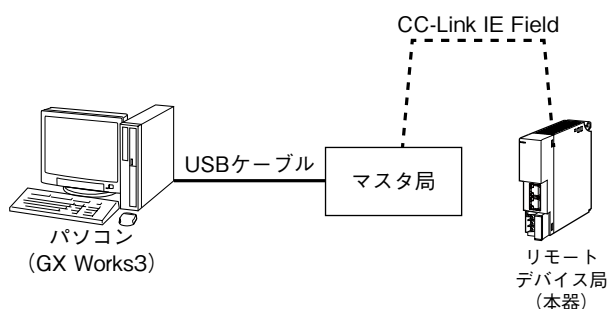 CC-Link IE Field
USBケーブル
マスタ局
パソコン
（GX Works3）
リモート
デバイス局
（本器）